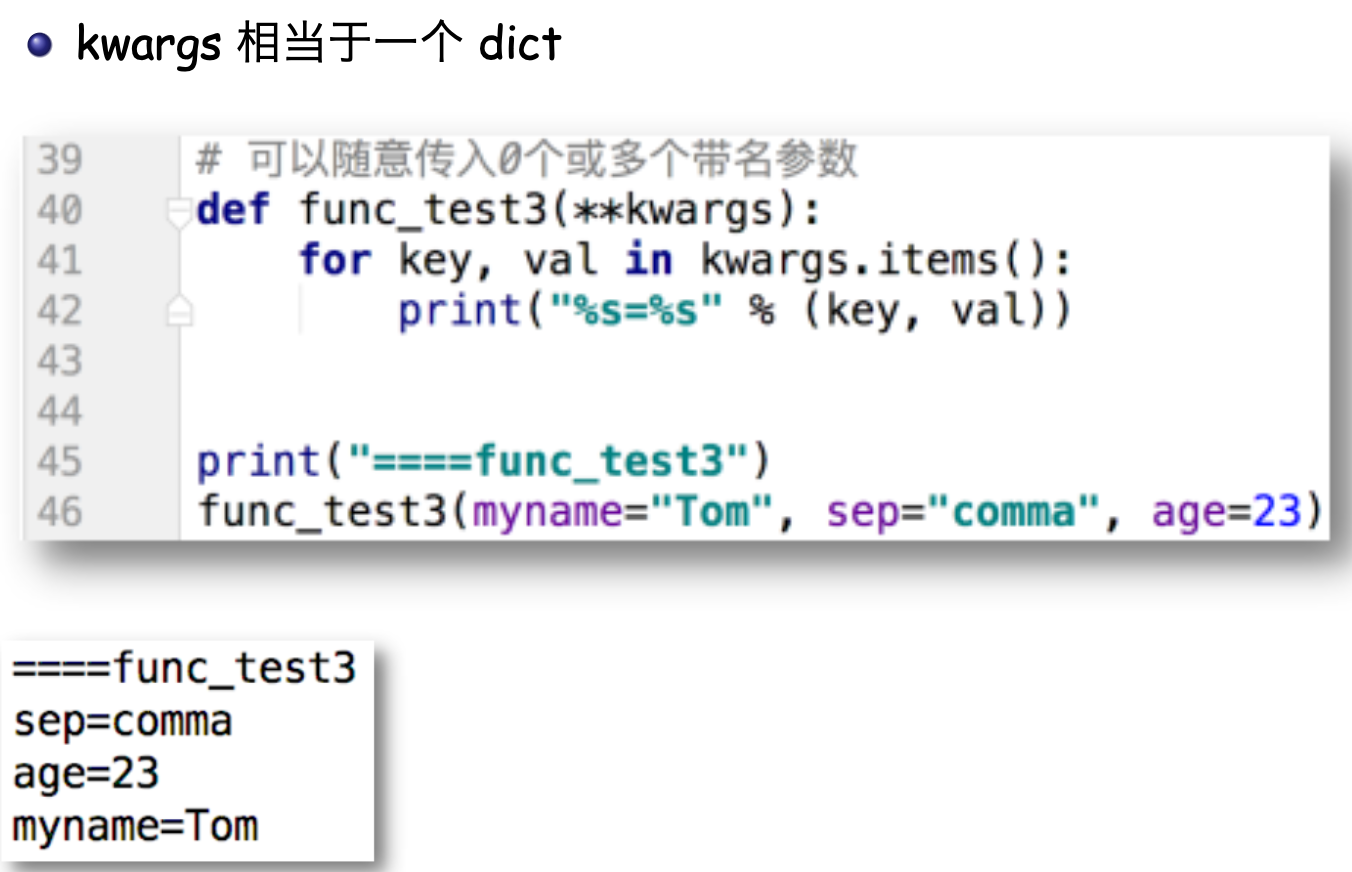 kwargs 相当于一个 dict
39 # 可以随意传入0个或多个带名参数
40 def func_test3(**kwargs):
41     for key, val in kwargs.items():
42         print("%s=%s" % (key, val))
43
44
45 print("====func_test3")
46 func_test3(myname="Tom", sep="comma", age=23)
====func_test3
sep=comma
age=23
myname=Tom